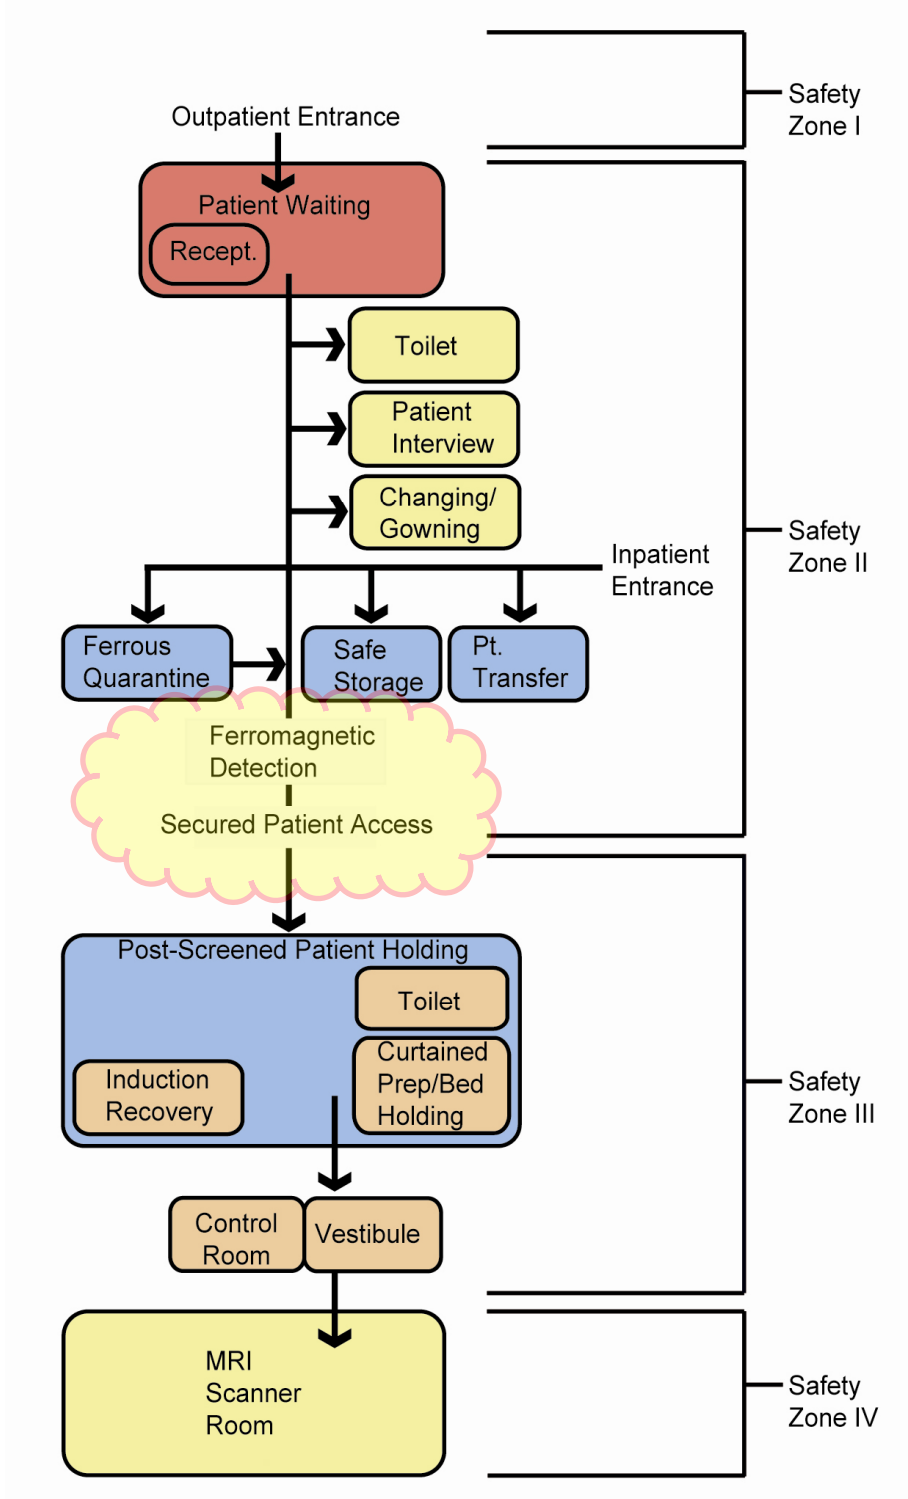 Safety
Zone I
Outpatient Entrance
Patient Waiting
Recept.
Toilet
Patient
Interview
Changing/
Gowning
Inpatient
Entrance
Safety
Zone II
Ferrous
Quarantine
Safe
Storage
Pt.
Transfer
Ferromagnetic
Detection
Secured Patient Access
Post-Screened Patient Holding
Toilet
Curtained
Prep/Bed
Holding
Induction
Recovery
Safety
Zone III
Control
Room
Vestibule
MRI
Scanner
Room
Safety
Zone IV